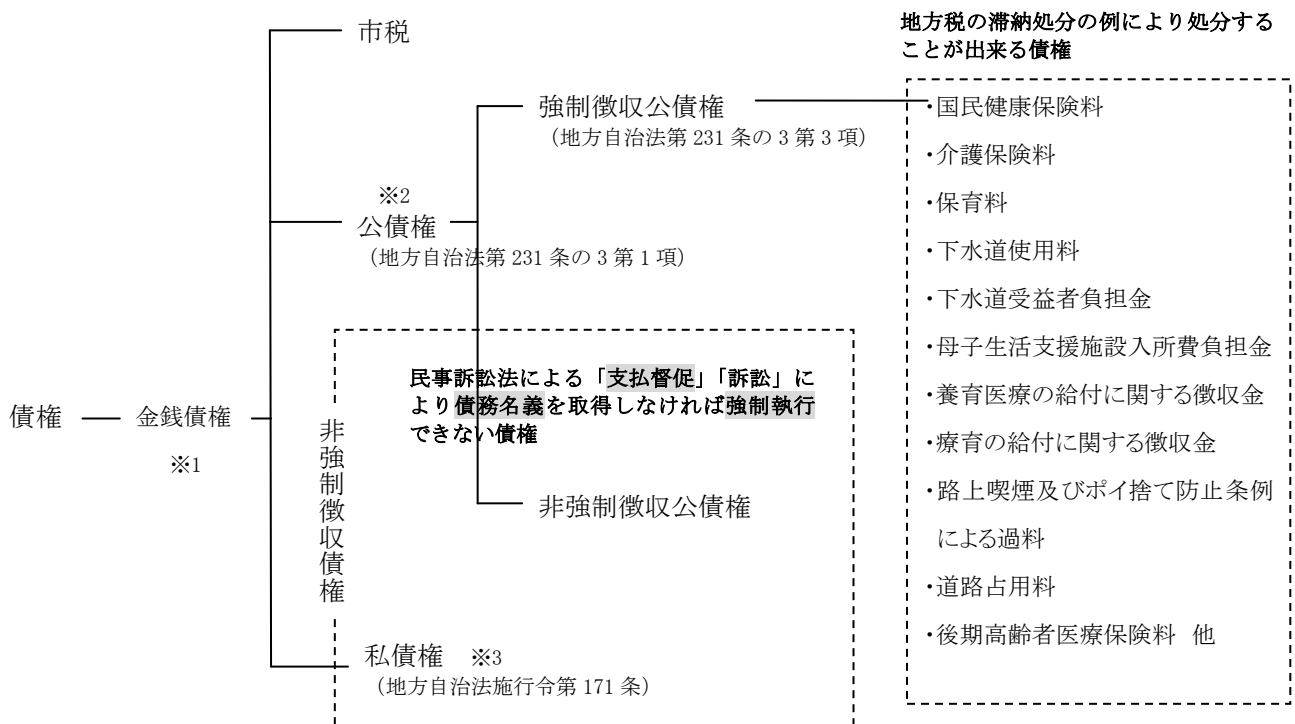 市税
地方税の滞納処分の例により処分する
ことが出来る債権
強制徴収公債権
（地方自治法第 231 条の 3 第 3 項）
・国民健康保険料
・介護保険料
・保育料
・下水道使用料
・下水道受益者負担金
・母子生活支援施設入所費負担金
・養育医療の給付に関する徴収金
・療育の給付に関する徴収金
・路上喫煙及びポイ捨て防止条例
による過料
・道路占用料
・後期高齢者医療保険料 他
※2
公債権
（地方自治法第 231 条の 3 第 1 項）
民事訴訟法による「支払督促」「訴訟」に
より債務名義を取得しなければ強制執行
できない債権
債権
金銭債権
※1
非強制徴収債権
非強制徴収公債権
私債権 ※3
（地方自治法施行令第 171 条）